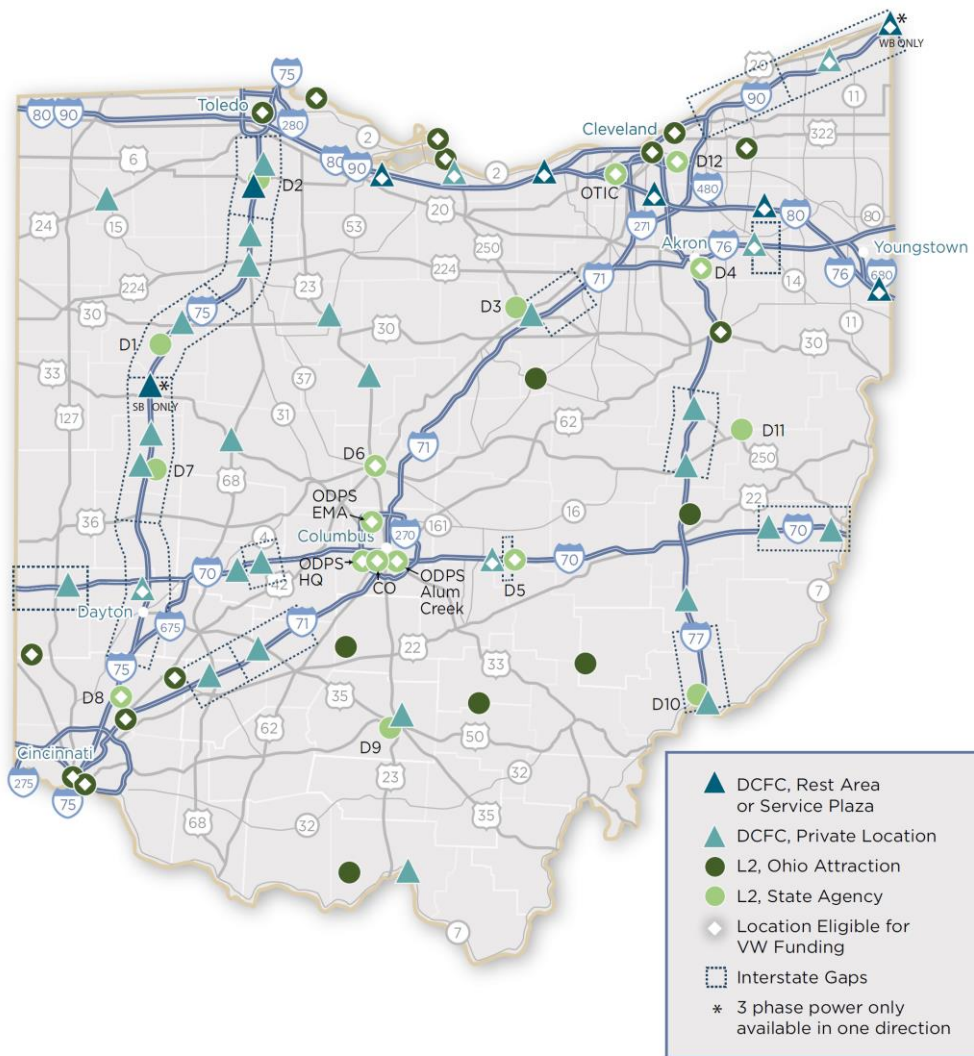 *
WB ONLY
75
20
90
11
Toledo
80 90
280
2
Cleveland
322
6
80
90
2
D12
D2
OTIC
480
24
15
53
20
271
80
80
Akron
76
Youngstown
250
71
224
D4
14
76
680
224
23
75
D3
30
30
11
D1
30
33
*
SB ONLY
37
127
31
62
D11
71
250
D6
D7
68
ODPS
EMA
22
36
16
161
Columbus
270
4
70
70
70
ODPS
HQ
CO
ODPS
Alum
Creek
D5
42
7
Dayton
675
71
77
22
33
75
35
D8
D10
62
50
D9
Cincinnati
23
32
275
75
35
68
32
7
DCFC, Rest Area
or Service Plaza
DCFC, Private Location
L2, Ohio Attraction
L2, State Agency
Location Eligible for
VW Funding
Interstate Gaps
* 3 phase power only
available in one direction